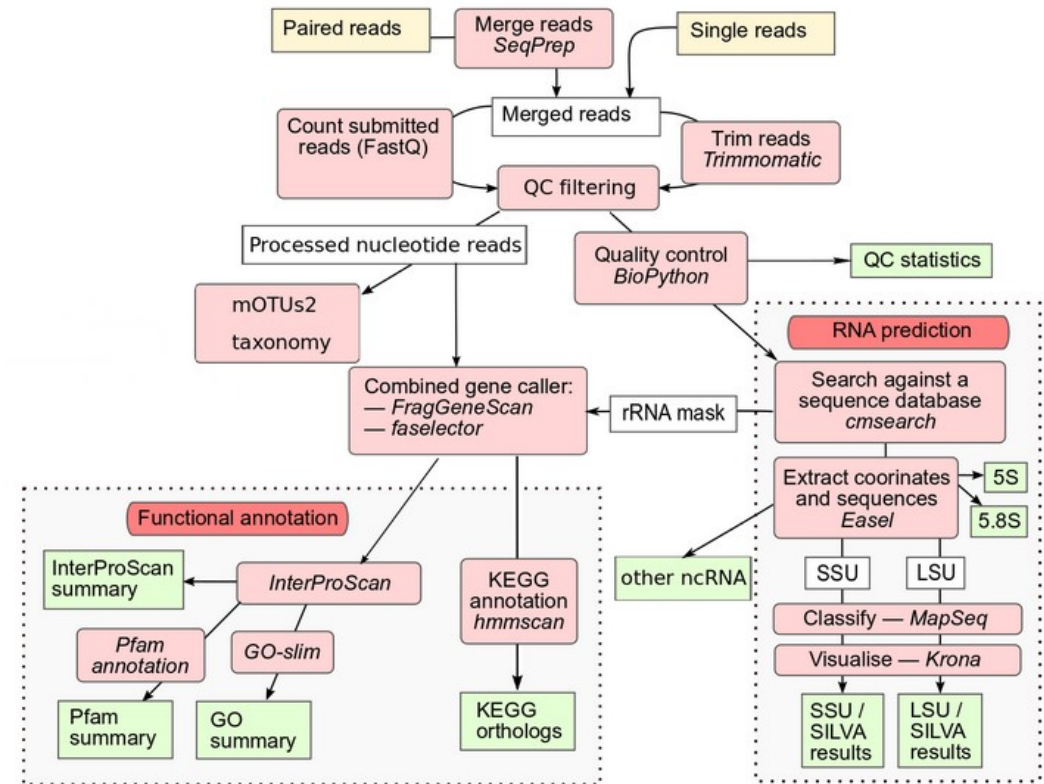 Paired reads
Merge reads
SeqPrep
Single reads
Merged reads
Count submitted
reads (FastQ)
Trim reads
Trimmomatic
QC filtering
Processed nucleotide reads
Quality control
BioPython
QC statistics
mOTUs2
taxonomy
RNA prediction
Combined gene caller:
— FragGeneScan
— faselector
rRNA mask
Search against a
sequence database
cmsearch
Extract coorinates
and sequences
Easel
5S
5.8S
Functional annotation
InterProScan
summary
InterProScan
KEGG
annotation
hmmscan
other ncRNA
SSU
LSU
Classify — MapSeq
Pfam
annotation
GO-slim
Visualise — Krona
Pfam
summary
GO
summary
KEGG
orthologs
SSU /
SILVA
results
LSU /
SILVA
results